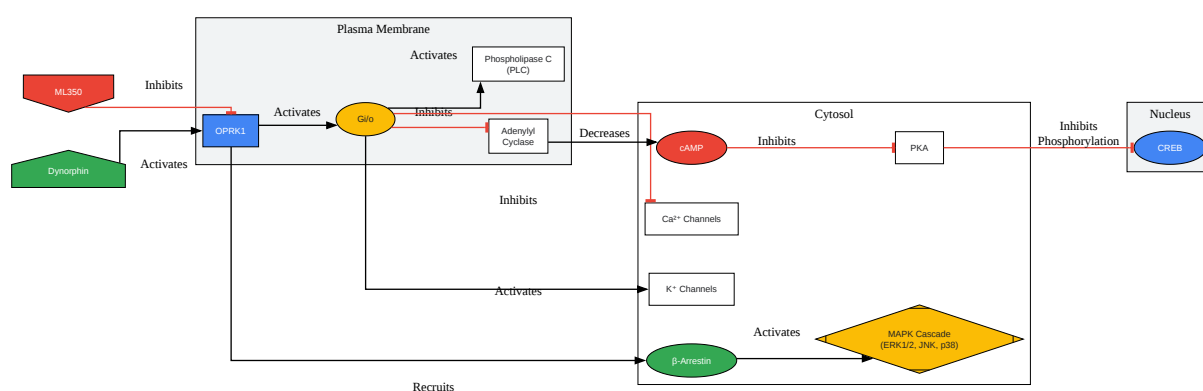 Plasma Membrane
Activates
Phospholipase C
(PLC)
ML350
Inhibits
OPRK1
Activates
Gi/o
Inhibits
Adenylyl
Cyclase
Dynorphin
Activates
Decreases
Cytosol
cAMP
Inhibits
PKA
Inhibits
Phosphorylation
Nucleus
CREB
Inhibits
Ca²⁺ Channels
Activates
K⁺ Channels
β-Arrestin
Activates
MAPK Cascade
(ERK1/2, JNK, p38)
Recruits